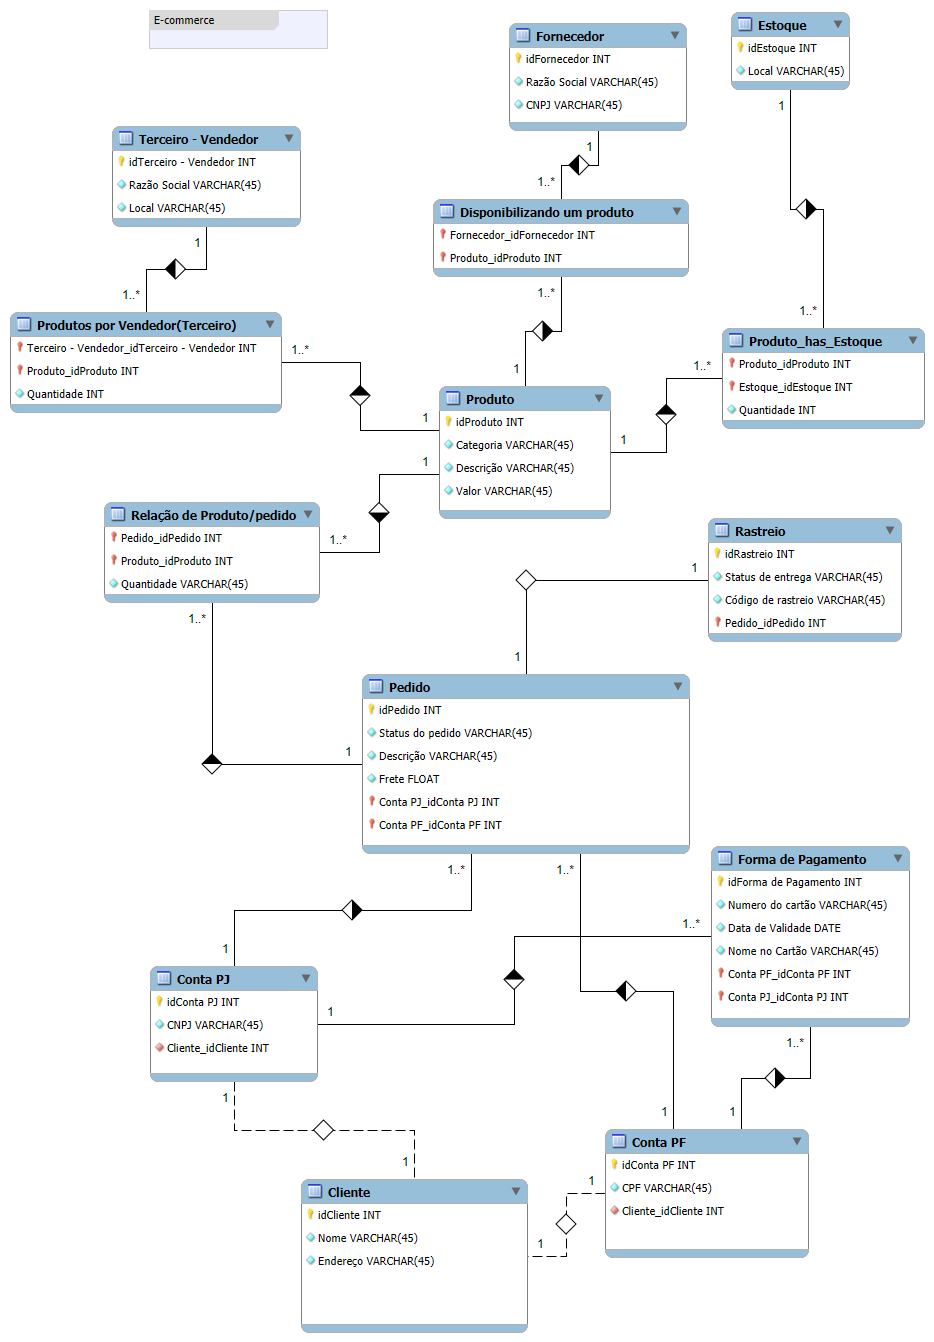 E-commerce
Fornecedor
idFornecedor INT
Razão Social VARCHAR(45)
CNPJ VARCHAR(45)
Estoque
idEstoque INT
Local VARCHAR(45)
1
1
1..*
Terceiro - Vendedor
idTerceiro - Vendedor INT
Razão Social VARCHAR(45)
Local VARCHAR(45)
1
1..*
Disponibilizando um produto
Fornecedor_idFornecedor INT
Produto_idProduto INT
1..*
1
1..*
Produtos por Vendedor(Terceiro)
Terceiro - Vendedor_idTerceiro - Vendedor INT
Produto_idProduto INT
Quantidade INT
1..*
1
Produto_has_Estoque
Produto_idProduto INT
Estoque_idEstoque INT
Quantidade INT
1..*
1
Produto
idProduto INT
Categoria VARCHAR(45)
Descrição VARCHAR(45)
Valor VARCHAR(45)
1
1..*
Relação de Produto/pedido
Pedido_idPedido INT
Produto_idProduto INT
Quantidade VARCHAR(45)
1..*
1
Rastreio
idRastreio INT
Status de entrega VARCHAR(45)
Código de rastreio VARCHAR(45)
Pedido_idPedido INT
1
1
Pedido
idPedido INT
Status do pedido VARCHAR(45)
Descrição VARCHAR(45)
Frete FLOAT
Conta PJ_idConta PJ INT
Conta PF_idConta PF INT
1..*
1..*
Forma de Pagamento
idForma de Pagamento INT
Numero do cartão VARCHAR(45)
Data de Validade DATE
Nome no Cartão VARCHAR(45)
Conta PF_idConta PF INT
Conta PJ_idConta PJ INT
1..*
1..*
1
Conta PJ
idConta PJ INT
CNPJ VARCHAR(45)
Cliente_idCliente INT
1
1
1
1
1
Conta PF
idConta PF INT
CPF VARCHAR(45)
Cliente_idCliente INT
1
1
Cliente
idCliente INT
Nome VARCHAR(45)
Endereço VARCHAR(45)